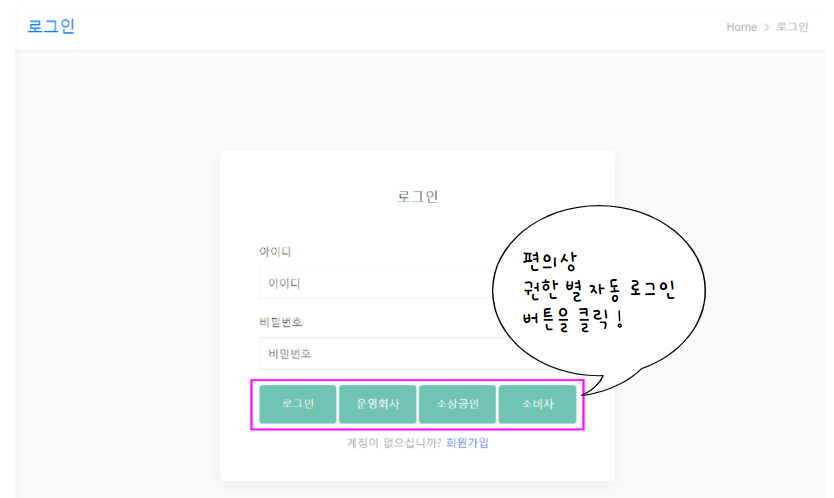 로그인
Home > 로그인
로그인
아이디
아이디
편의상
권한 별 자동 로그인
버튼을 클릭!
비밀번호
비밀번호
로그인 운영회사 소상공인 소비자
계정이 없으십니까? 회원가입